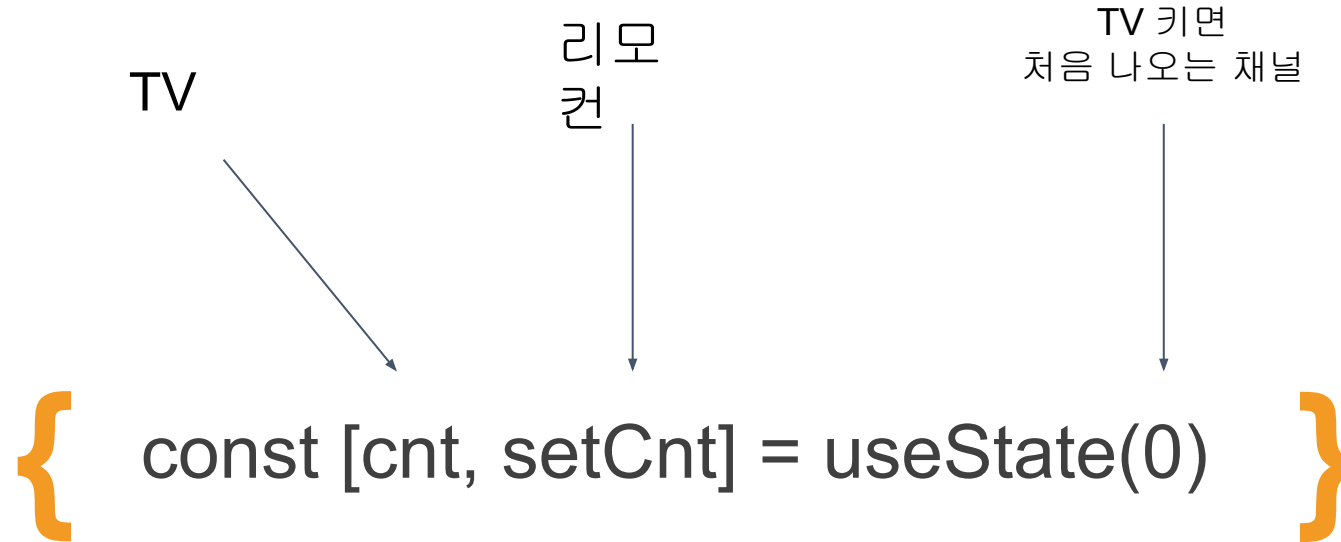 TV
리모
컨
TV 키면
처음 나오는 채널
{ const [cnt, setCnt] = useState(0) }